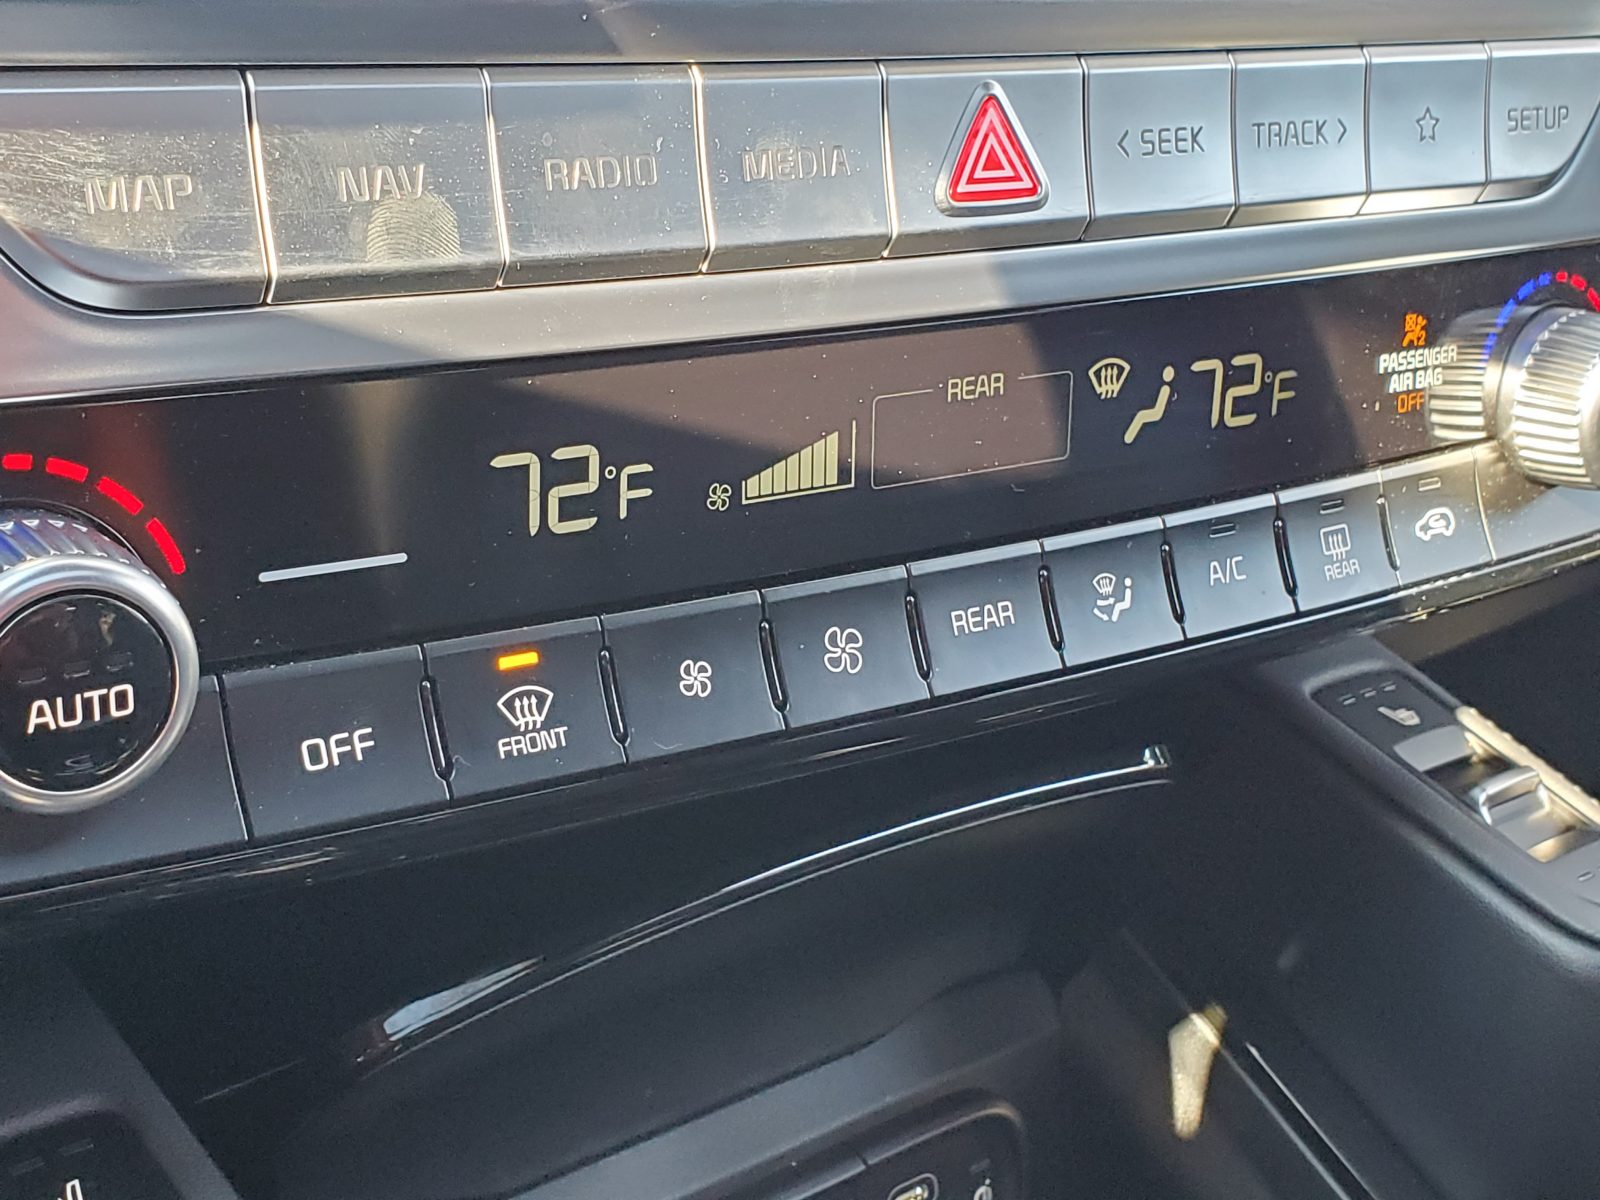 MAP
NAV
RADIO
MEDIA
< SEEK
TRACK >
SETUP
72°F
REAR
72°F
2
PASSENGER
AIR BAG
OFF
AUTO
OFF
FRONT
REAR
A/C
REAR